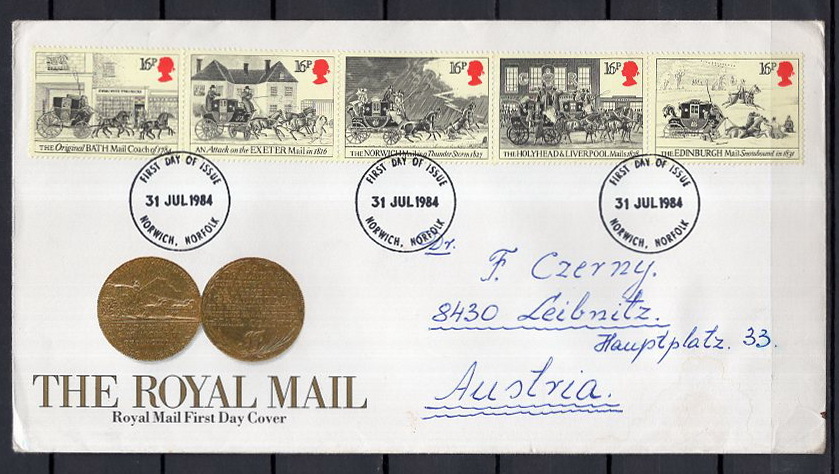 16P
16P
16P
16P
16P
THE Original BATH Mail Coach of 1784
AN Attack on the EXETER Mail in 1816
THE NORWICH Mail in a Thunder Storm 1827
THE HOLYHEAD & LIVERPOOL Mails 1828
THE EDINBURGH Mail Snowbound in 1831
FIRST DAY OF ISSUE
31 JUL 1984
NORWICH, NORFOLK
FIRST DAY OF ISSUE
31 JUL 1984
NORWICH, NORFOLK
FIRST DAY OF ISSUE
31 JUL 1984
NORWICH, NORFOLK
Dr.
F. Czerny.
8430 Leibnitz.
Hauptplatz. 33.
Austria.
THE ROYAL MAIL
Royal Mail First Day Cover